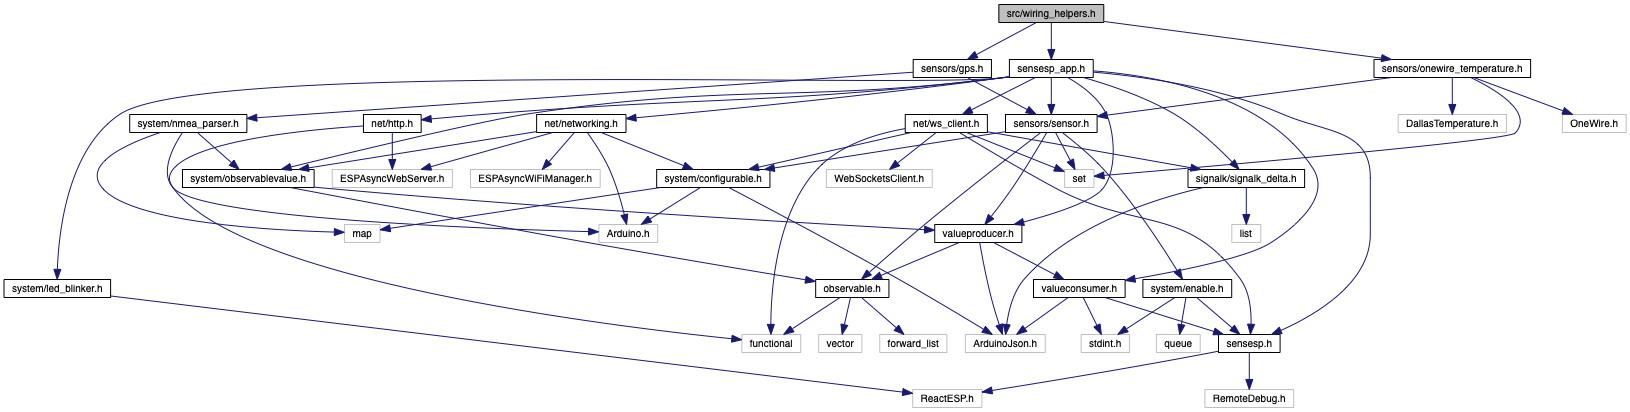 src/wiring_helpers.h
sensors/gps.h
sensesp_app.h
sensors/onewire_temperature.h
system/nmea_parser.h
net/http.h
net/networking.h
net/ws_client.h
sensors/sensor.h
DallasTemperature.h
OneWire.h
system/observablevalue.h
ESPAsyncWebServer.h
ESPAsyncWiFiManager.h
system/configurable.h
WebSocketsClient.h
set
signalk/signalk_delta.h
map
Arduino.h
valueproducer.h
list
system/led_blinker.h
observable.h
valueconsumer.h
system/enable.h
functional
vector
forward_list
ArduinoJson.h
stdint.h
queue
sensesp.h
ReactESP.h
RemoteDebug.h